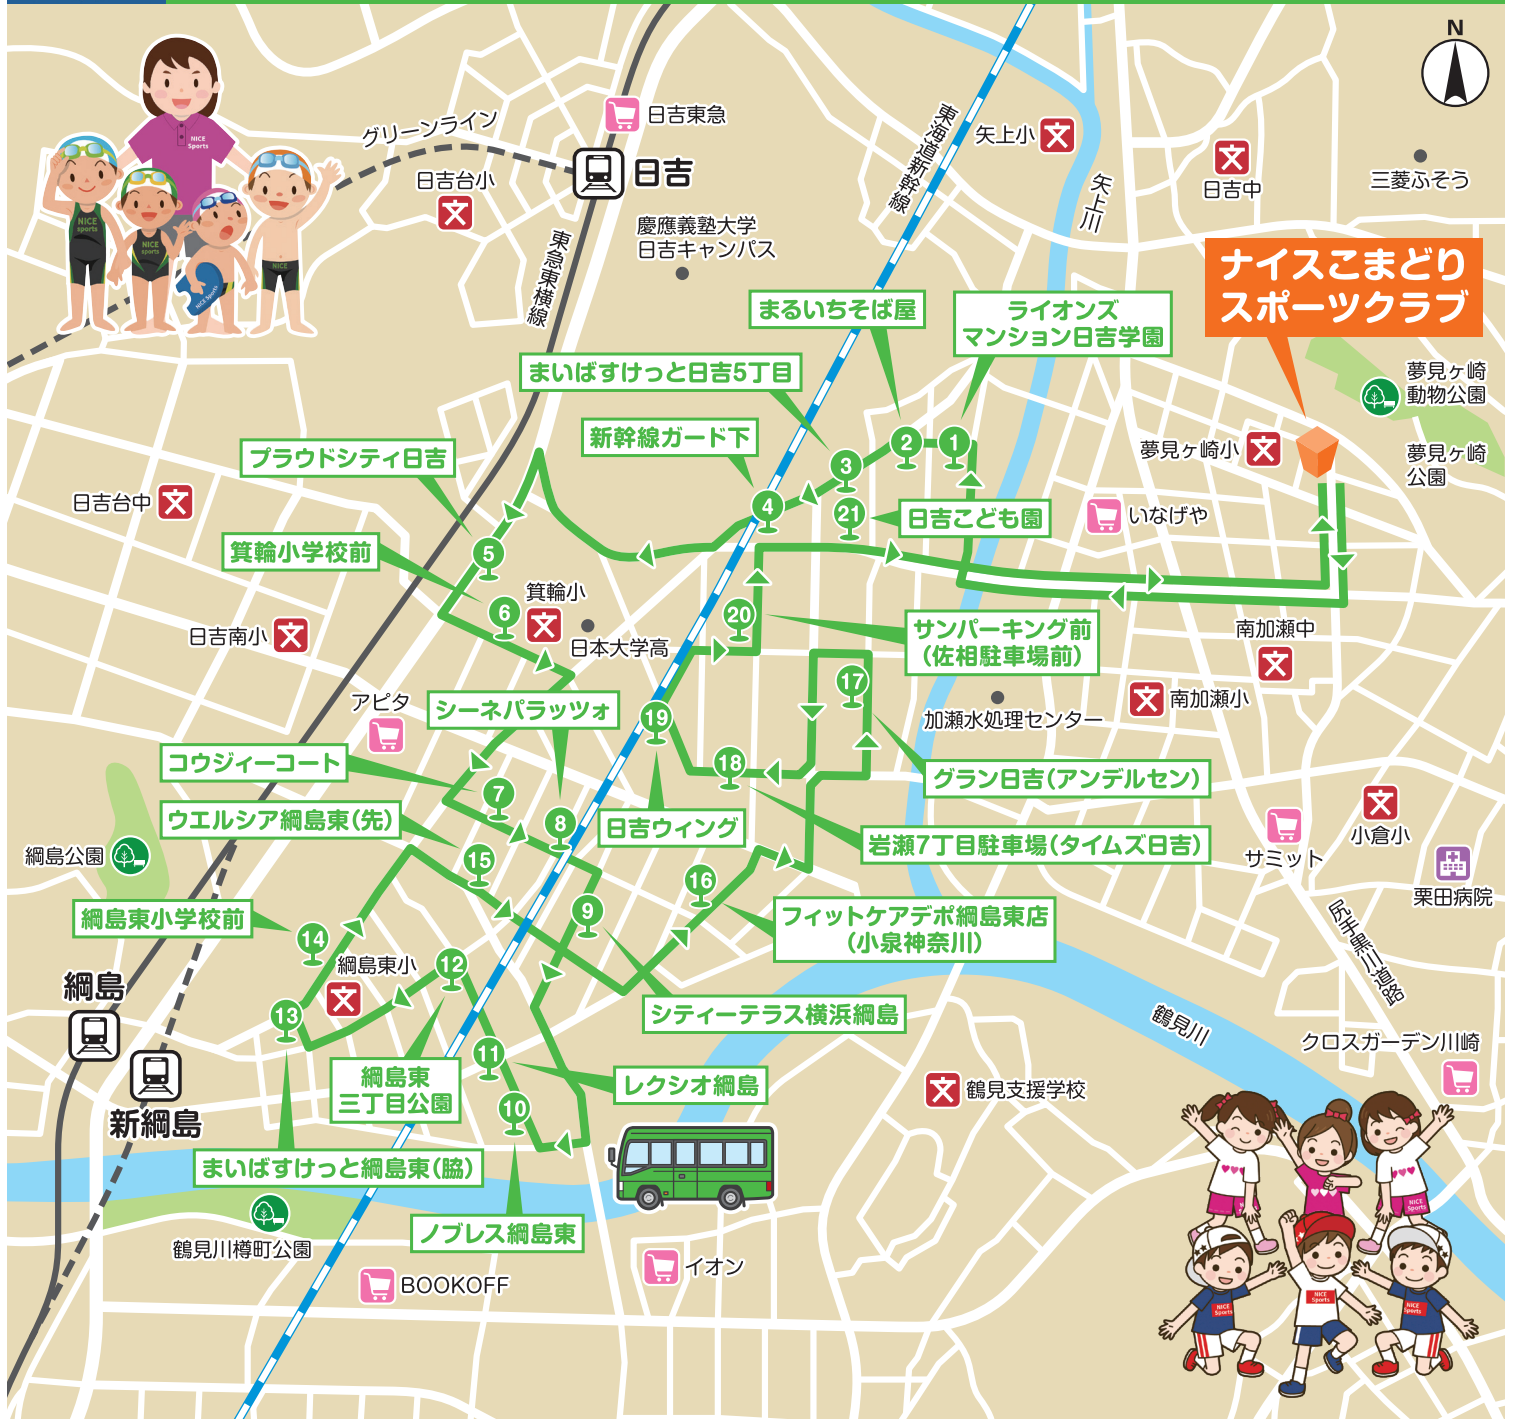 N
NICE
Sports
NICE
sports
NICE
sports
NICE
NICE Sports
グリーンライン
日吉東急
日吉
日吉台小
慶應義塾大学
日吉キャンパス
東急東横線
東海道新幹線
矢上小
矢上川
日吉中
三菱ふそう
ナイスこまどり
スポーツクラブ
夢見ヶ崎
動物公園
夢見ヶ崎
公園
夢見ヶ崎小
いなげや
まるいちそば屋
ライオンズ
マンション日吉学園
まいばすけっと日吉5丁目
新幹線ガード下
プラウドシティ日吉
日吉台中
箕輪小学校前
日吉こども園
1
2
3
4
21
5
6
箕輪小
日本大学高
日吉南小
20
サンパーキング前
(佐相駐車場前)
南加瀬中
南加瀬小
加瀬水処理センター
アピタ
シーネパラッツォ
17
19
18
コウジィーコート
7
8
グラン日吉(アンデルセン)
日吉ウィング
ウエルシア綱島東(先)
15
岩瀬7丁目駐車場(タイムズ日吉)
サミット
小倉小
栗田病院
綱島公園
16
フィットケアデポ綱島東店
(小泉神奈川)
綱島東小学校前
14
9
12
綱島東小
尻手黒川道路
綱島
13
シティーテラス横浜綱島
鶴見川
クロスガーデン川崎
新綱島
綱島東
三丁目公園
11
レクシオ綱島
10
鶴見支援学校
まいばすけっと綱島東(脇)
ノブレス綱島東
鶴見川樽町公園
BOOKOFF
イオン
NICE
Sports
NICE
Sports
NICE
Sports
NICE
Sports